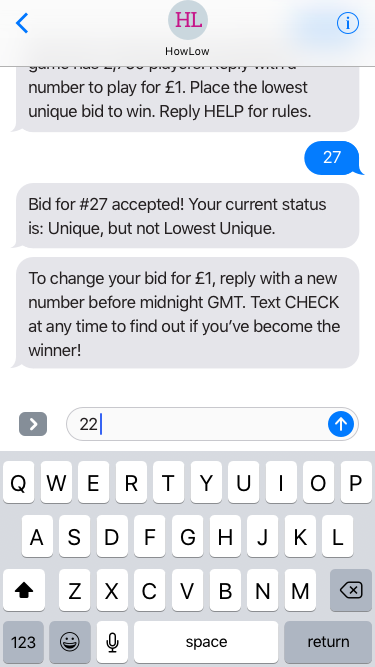 HL
HowLow
number to play for £1. Place the lowest
unique bid to win. Reply HELP for rules.
27
Bid for #27 accepted! Your current status
is: Unique, but not Lowest Unique.
To change your bid for £1, reply with a new
number before midnight GMT. Text CHECK
at any time to find out if you’ve become the
winner!
22
Q W E R T Y U I O P
A S D F G H J K L
Z X C V B N M
123 space return